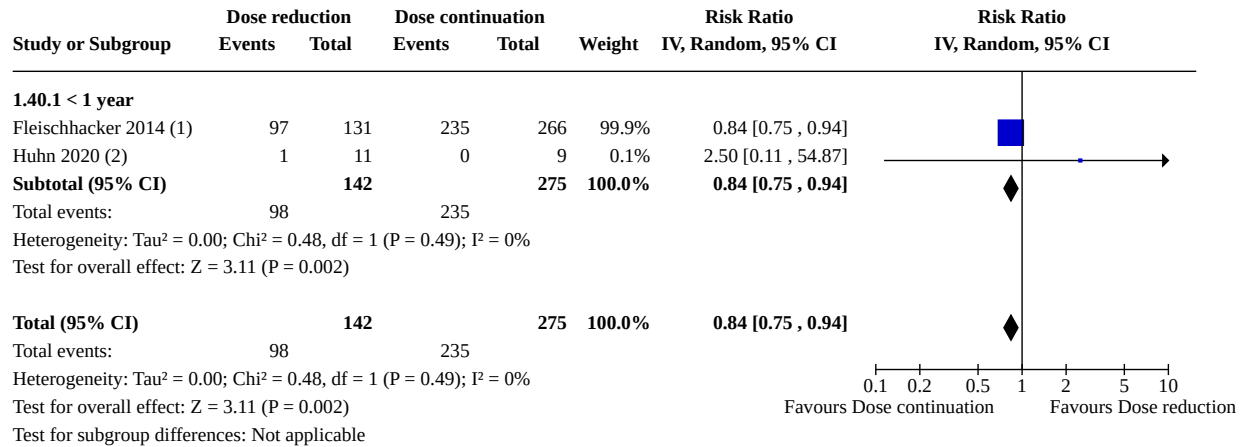 Dose reduction Dose continuation Risk Ratio Risk Ratio
Study or Subgroup Events Total Events Total Weight IV, Random, 95% CI IV, Random, 95% CI
1.40.1 < 1 year
Fleischhacker 2014 (1) 97 131 235 266 99.9% 0.84 [0.75 , 0.94]
Huhn 2020 (2) 1 11 0 9 0.1% 2.50 [0.11 , 54.87]
Subtotal (95% CI) 142 275 100.0% 0.84 [0.75 , 0.94]
Total events: 98 235
Heterogeneity: Tau² = 0.00; Chi² = 0.48, df = 1 (P = 0.49); I² = 0%
Test for overall effect: Z = 3.11 (P = 0.002)
Total (95% CI) 142 275 100.0% 0.84 [0.75 , 0.94]
Total events: 98 235
Heterogeneity: Tau² = 0.00; Chi² = 0.48, df = 1 (P = 0.49); I² = 0%
0.1 0.2 0.5 1 2 5 10
Test for overall effect: Z = 3.11 (P = 0.002) Favours Dose continuation Favours Dose reduction
Test for subgroup differences: Not applicable